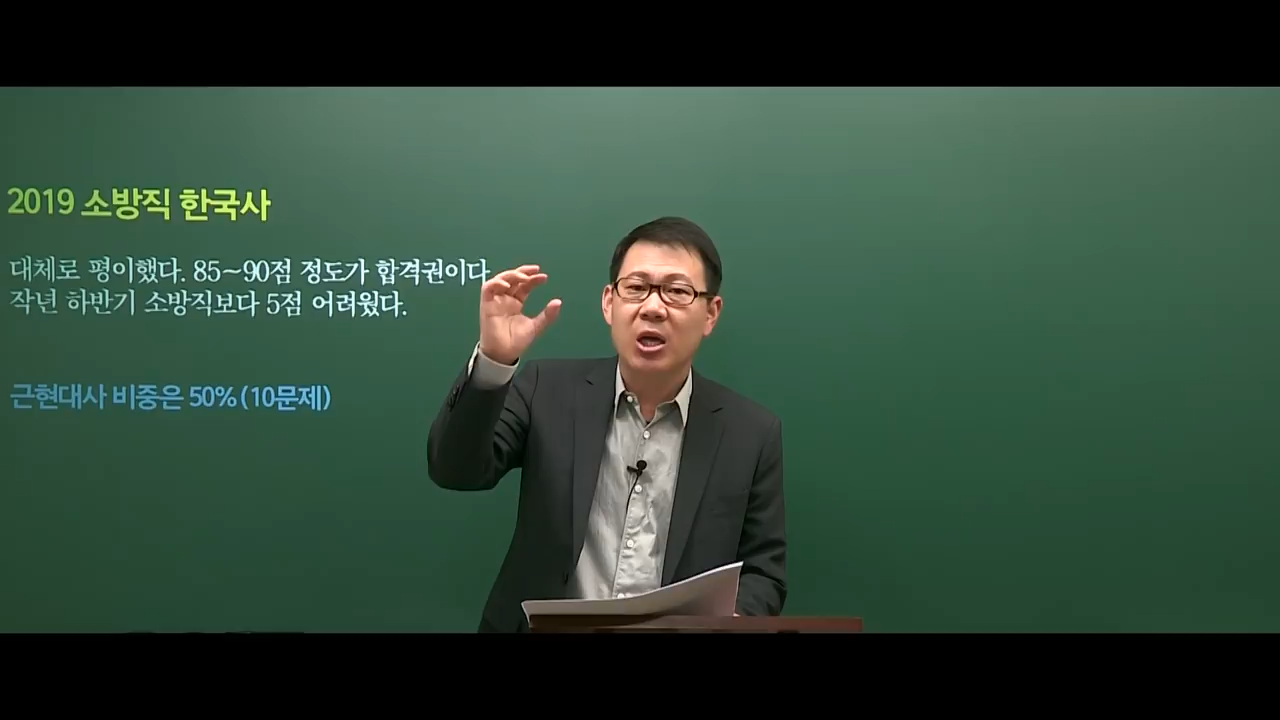 2019 소방직 한국사
대체로 평이했다. 85~90점 정도가 합격권이다
작년 하반기 소방직보다 5점 어려웠다.
근현대사 비중은 50% (10문제)